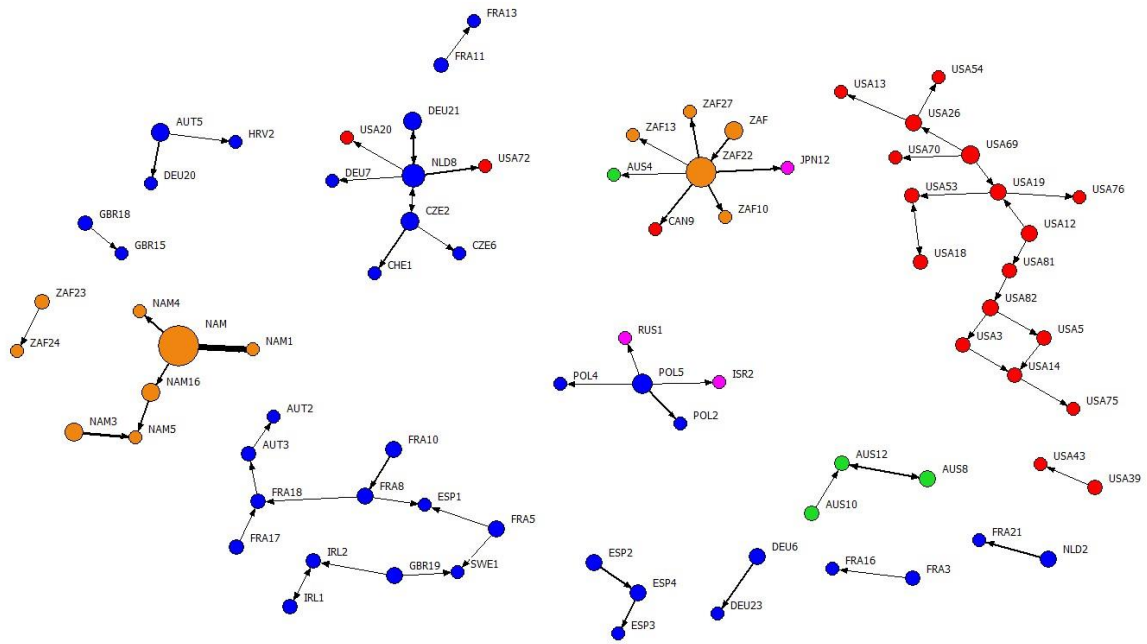 FRA13
FRA11
USA54
USA13
DEU21
ZAF27
ZAF
USA26
AUT5
USA20
ZAF13
HRV2
USA70
USA69
NLD8
USA72
ZAF22
JPN12
DEU7
AUS4
DEU20
USA53
USA19
USA76
CZE2
ZAF10
GBR18
CAN9
USA12
GBR15
CZE6
USA18
CHE1
USA81
ZAF23
NAM4
USA82
NAM
RUS1
USA3
USA5
ZAF24
NAM1
POL4
POL5
ISR2
NAM16
USA14
AUT2
POL2
USA75
NAM3
NAM5
FRA10
AUT3
AUS12
USA43
AUS8
FRA18
FRA8
ESP1
USA39
AUS10
FRA5
FRA17
IRL2
DEU6
FRA21
ESP2
NLD2
GBR19
SWE1
FRA16
FRA3
IRL1
ESP4
DEU23
ESP3